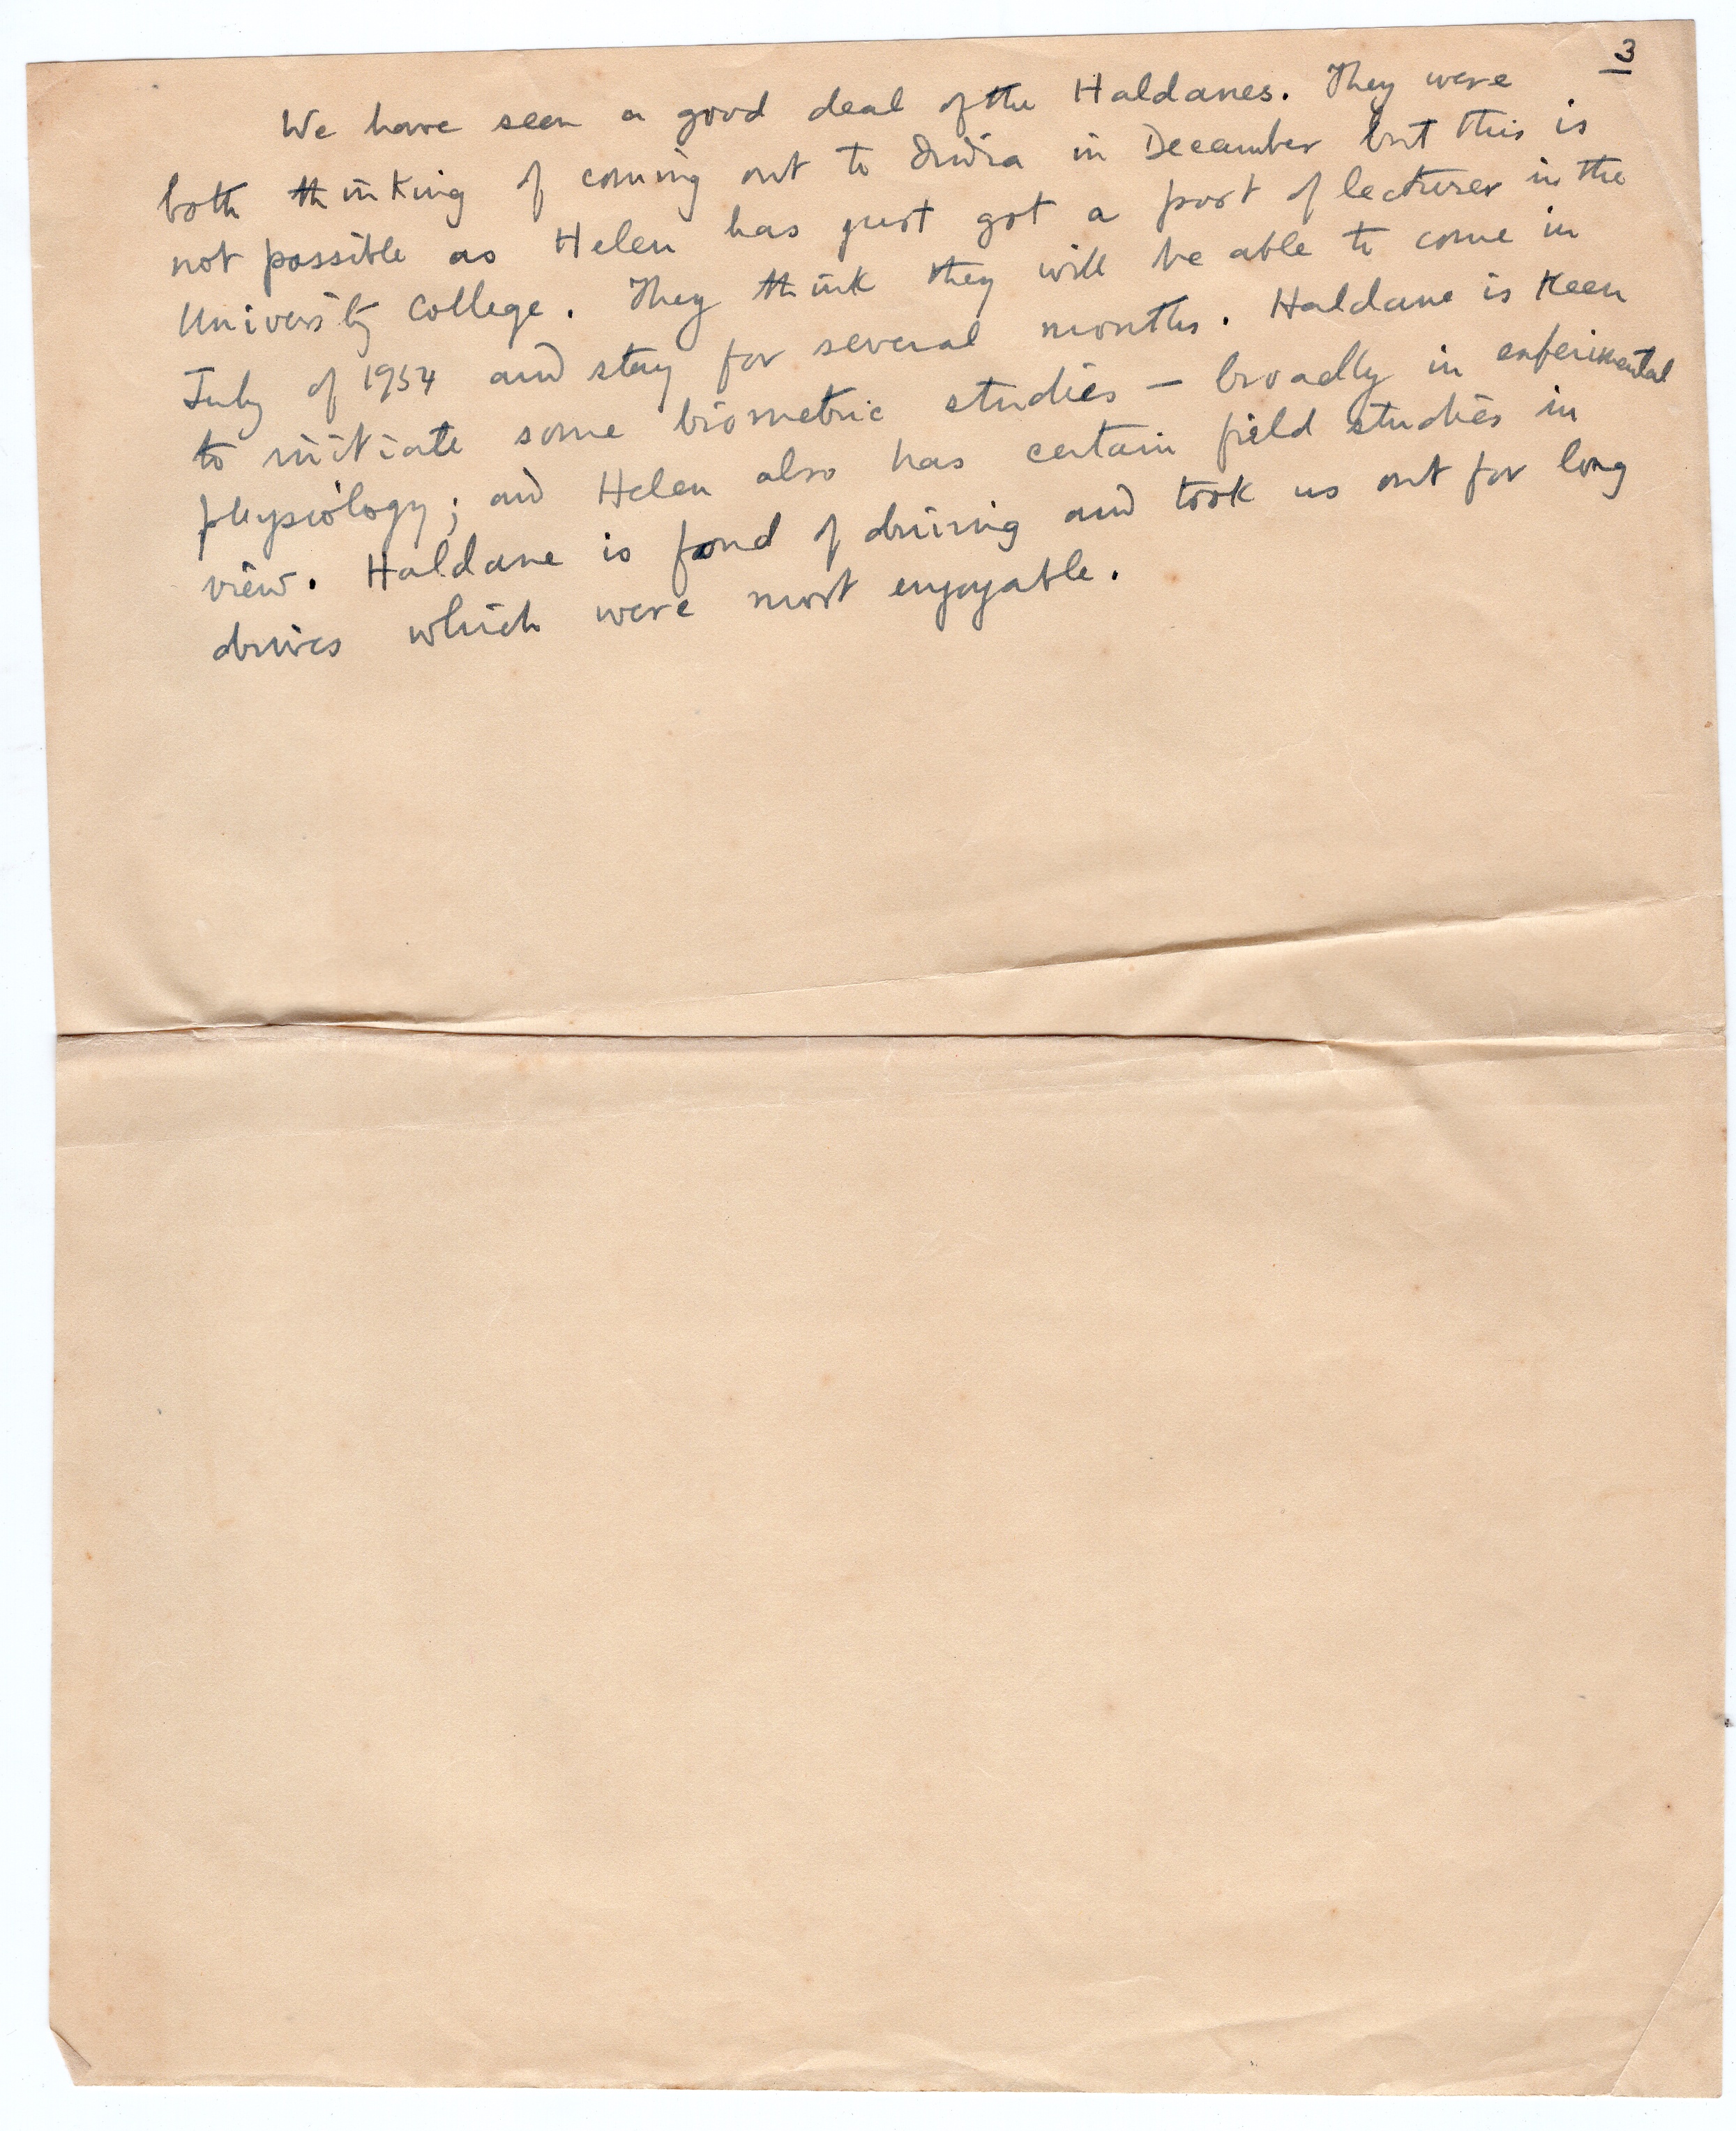 3
We have seen a good deal of the Haldanes. They were
both thinking of coming out to India in December but this is
not possible as Helen has just got a post of lecturer in the
University College. They think they will be able to come in
July of 1954 and stay for several months. Haldane is keen
to initiate some biometric studies — broadly in experimental
physiology; and Helen also has certain field studies in
view. Haldane is fond of driving and took us out for long
drives which were most enjoyable.